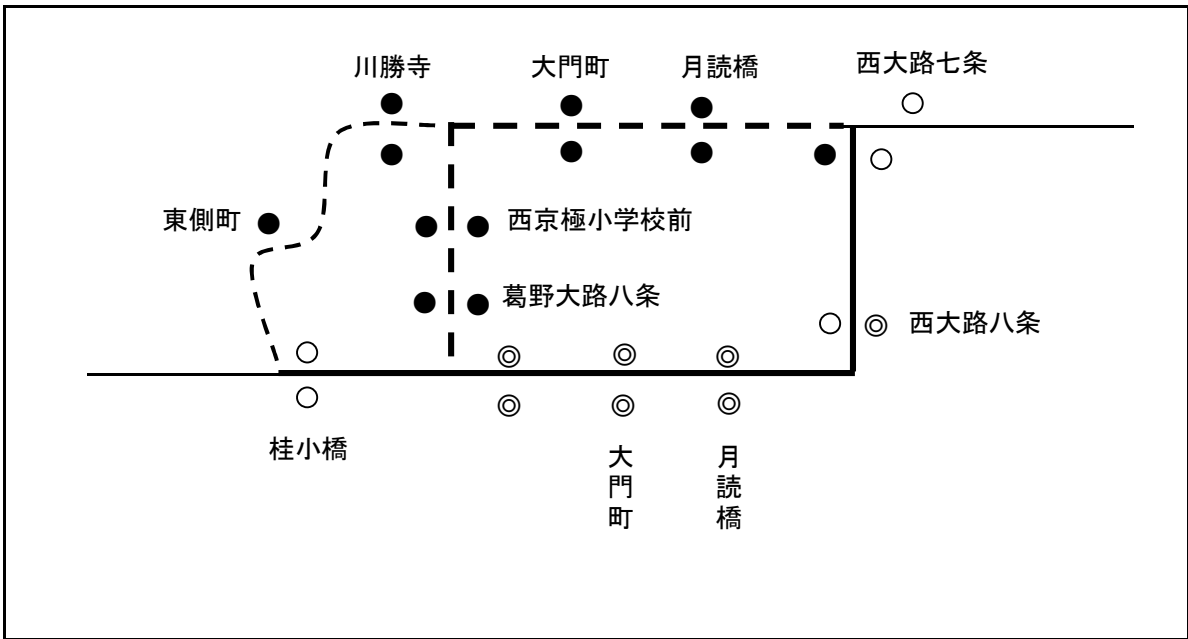 川勝寺
大門町
月読橋
西大路七条
東側町
西京極小学校前
葛野大路八条
西大路八条
桂小橋
大門町
月読橋